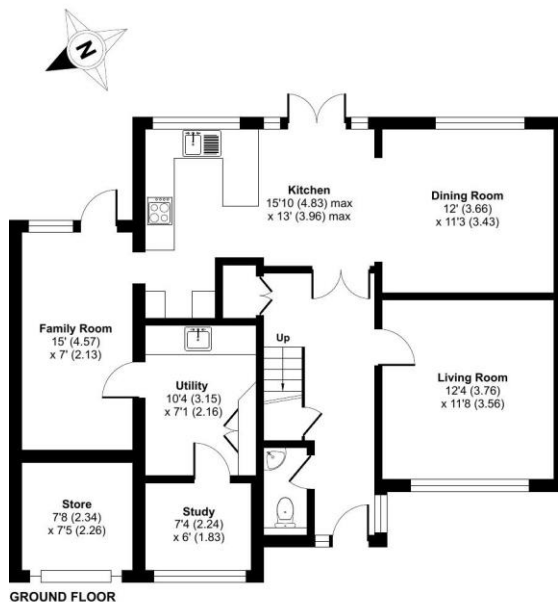 N
Kitchen
15'10 (4.83) max
x 13' (3.96) max
Dining Room
12' (3.66)
x 11'3 (3.43)
Family Room
15' (4.57)
x 7' (2.13)
Up
Utility
10'4 (3.15)
x 7'1 (2.16)
Living Room
12'4 (3.76)
x 11'8 (3.56)
Store
7'8 (2.34)
x 7'5 (2.26)
Study
7'4 (2.24)
x 6' (1.83)
GROUND FLOOR